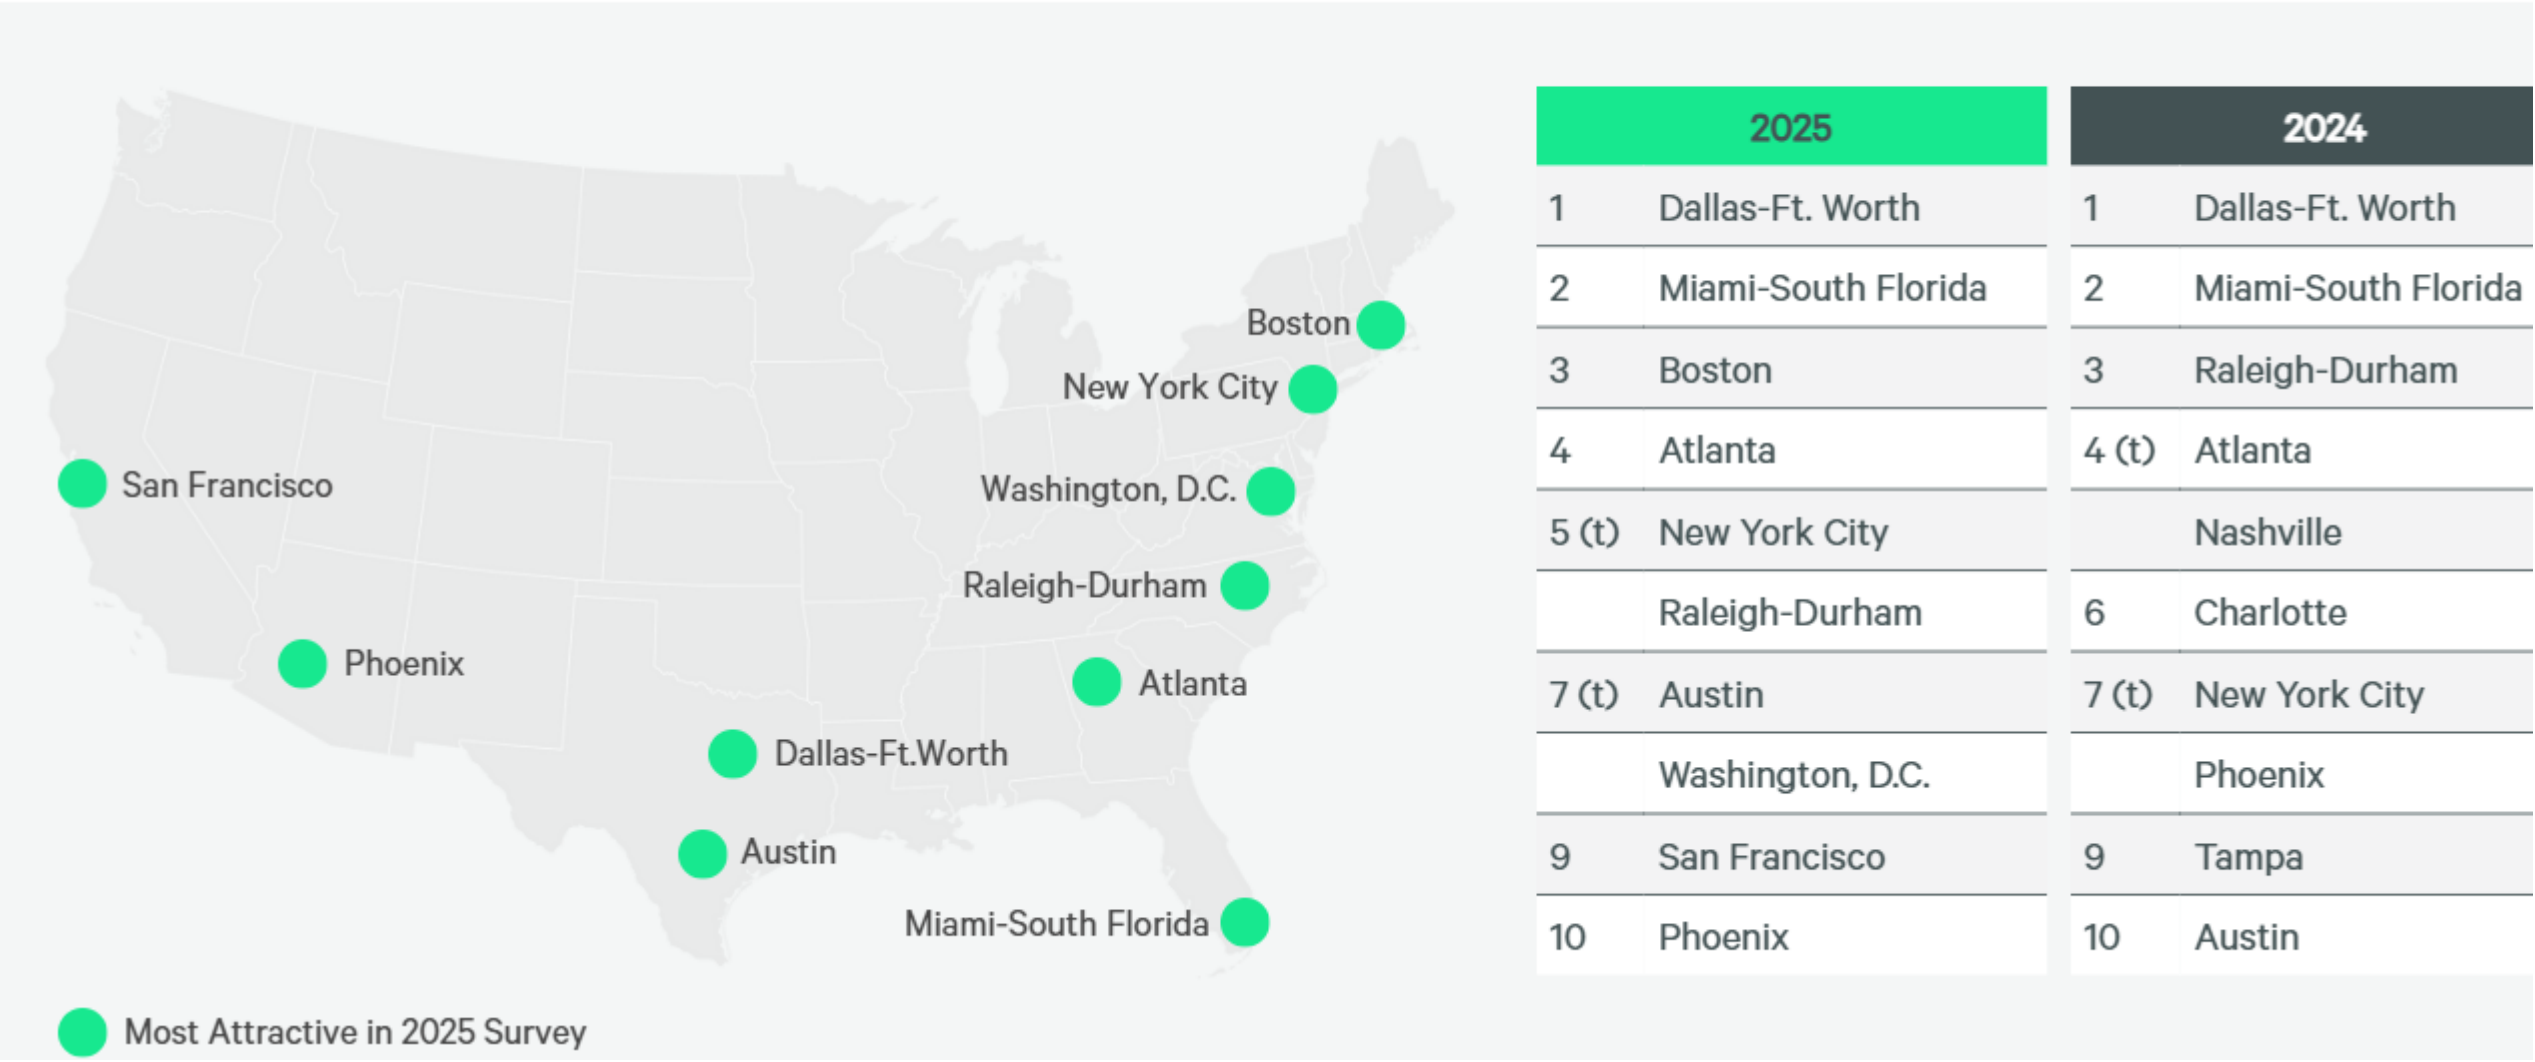 Boston
New York City
San Francisco
Washington, D.C.
Raleigh-Durham
Phoenix
Atlanta
Dallas-Ft.Worth
Austin
Miami-South Florida
Most Attractive in 2025 Survey
2025
1 Dallas-Ft. Worth
2 Miami-South Florida
3 Boston
4 Atlanta
5 (t) New York City
Raleigh-Durham
7 (t) Austin
Washington, D.C.
9 San Francisco
10 Phoenix
2024
1 Dallas-Ft. Worth
2 Miami-South Florida
3 Raleigh-Durham
4 (t) Atlanta
Nashville
6 Charlotte
7 (t) New York City
Phoenix
9 Tampa
10 Austin